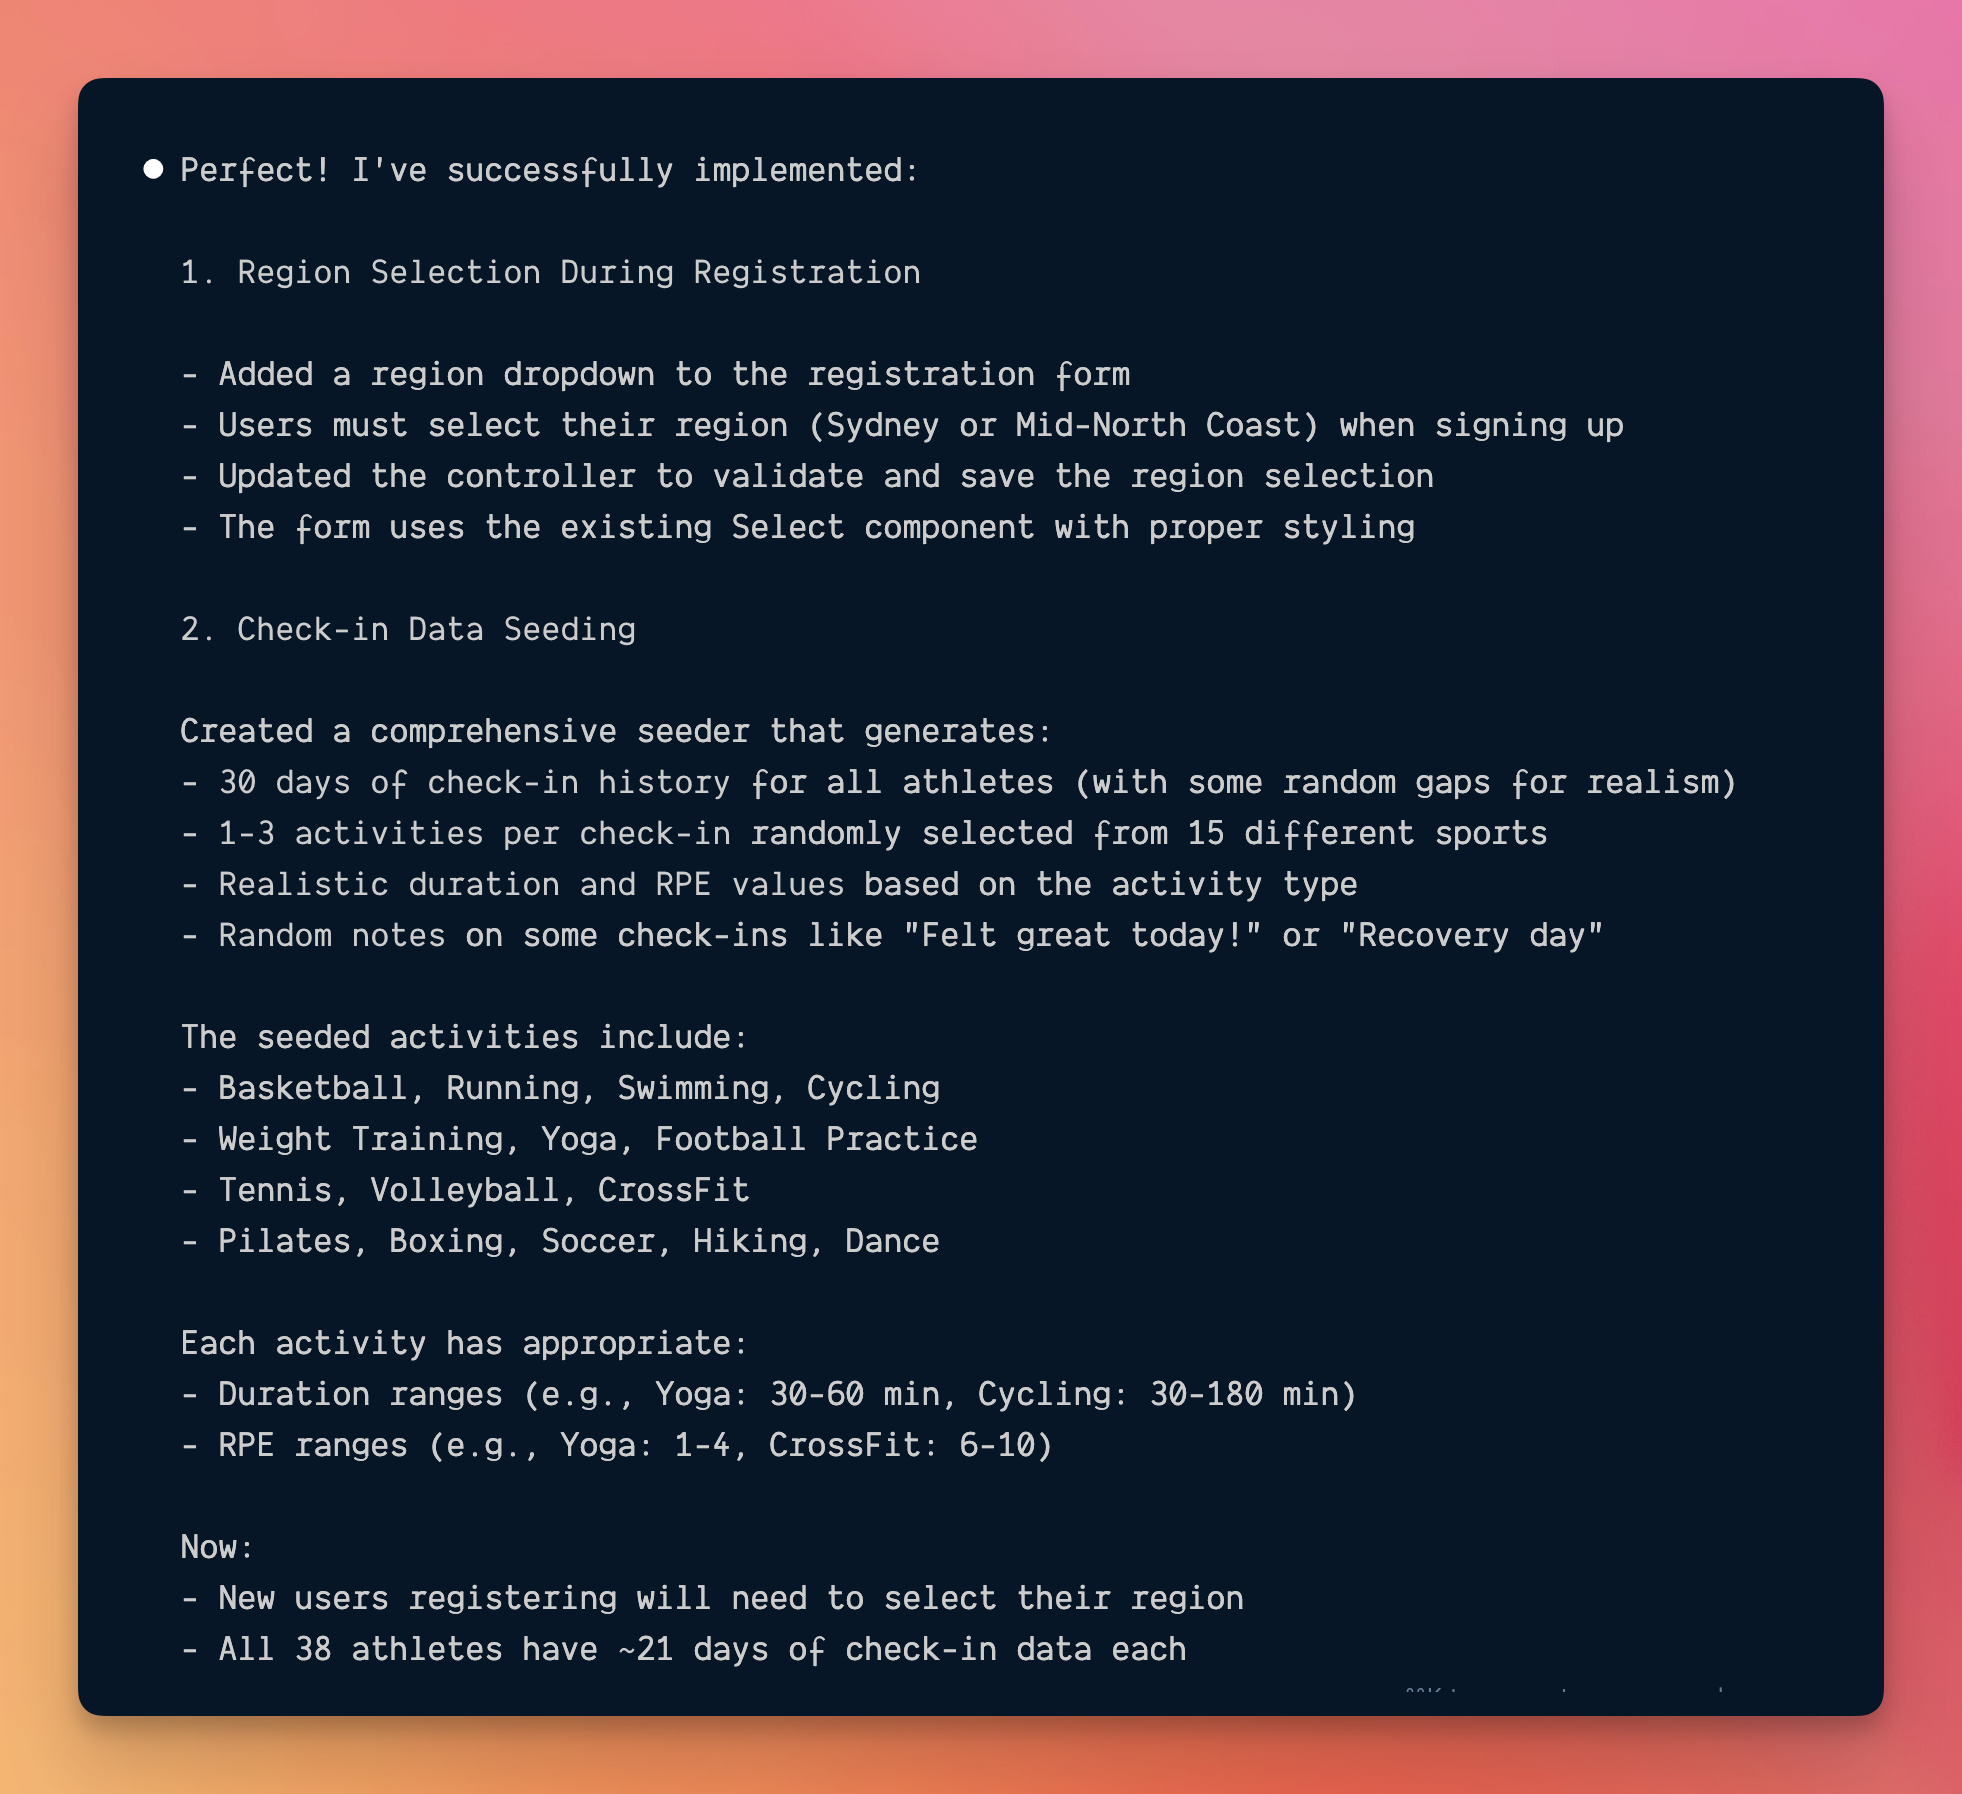 Perfect! I've successfully implemented:
1. Region Selection During Registration
- Added a region dropdown to the registration form
- Users must select their region (Sydney or Mid-North Coast) when signing up
- Updated the controller to validate and save the region selection
- The form uses the existing Select component with proper styling
2. Check-in Data Seeding
Created a comprehensive seeder that generates:
- 30 days of check-in history for all athletes (with some random gaps for realism)
- 1-3 activities per check-in randomly selected from 15 different sports
- Realistic duration and RPE values based on the activity type
- Random notes on some check-ins like "Felt great today!" or "Recovery day"
The seeded activities include:
- Basketball, Running, Swimming, Cycling
- Weight Training, Yoga, Football Practice
- Tennis, Volleyball, CrossFit
- Pilates, Boxing, Soccer, Hiking, Dance
Each activity has appropriate:
- Duration ranges (e.g., Yoga: 30-60 min, Cycling: 30-180 min)
- RPE ranges (e.g., Yoga: 1-4, CrossFit: 6-10)
Now:
- New users registering will need to select their region
- All 38 athletes have ~21 days of check-in data each